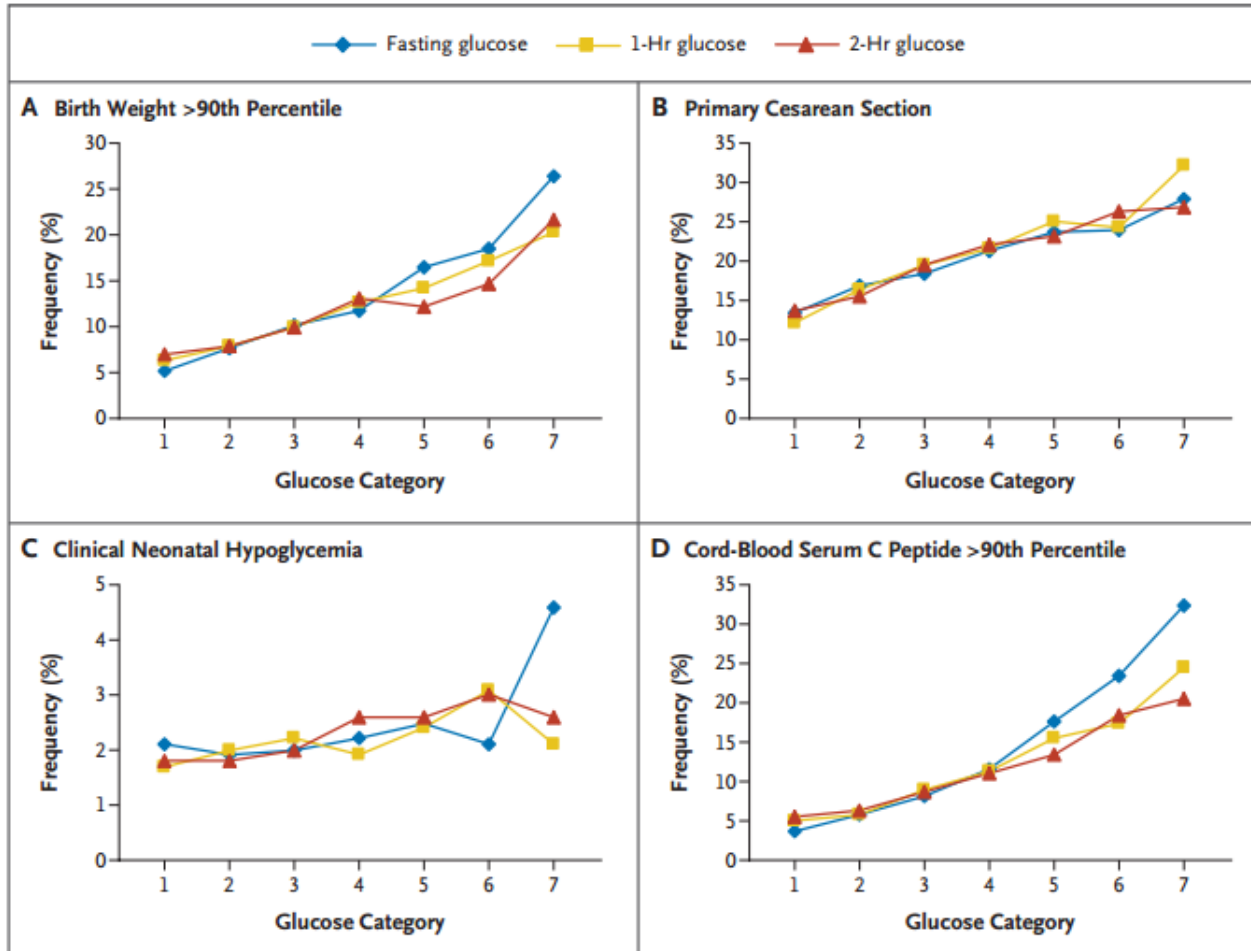 Fasting glucose 1-Hr glucose 2-Hr glucose
A Birth Weight >90th Percentile
30
25
20
15
10
5
0
Frequency (%)
1 2 3 4 5 6 7
Glucose Category
B Primary Cesarean Section
35
30
25
20
15
10
5
0
Frequency (%)
1 2 3 4 5 6 7
Glucose Category
C Clinical Neonatal Hypoglycemia
5
4
3
2
1
0
Frequency (%)
1 2 3 4 5 6 7
Glucose Category
D Cord-Blood Serum C Peptide >90th Percentile
35
30
25
20
15
10
5
0
Frequency (%)
1 2 3 4 5 6 7
Glucose Category